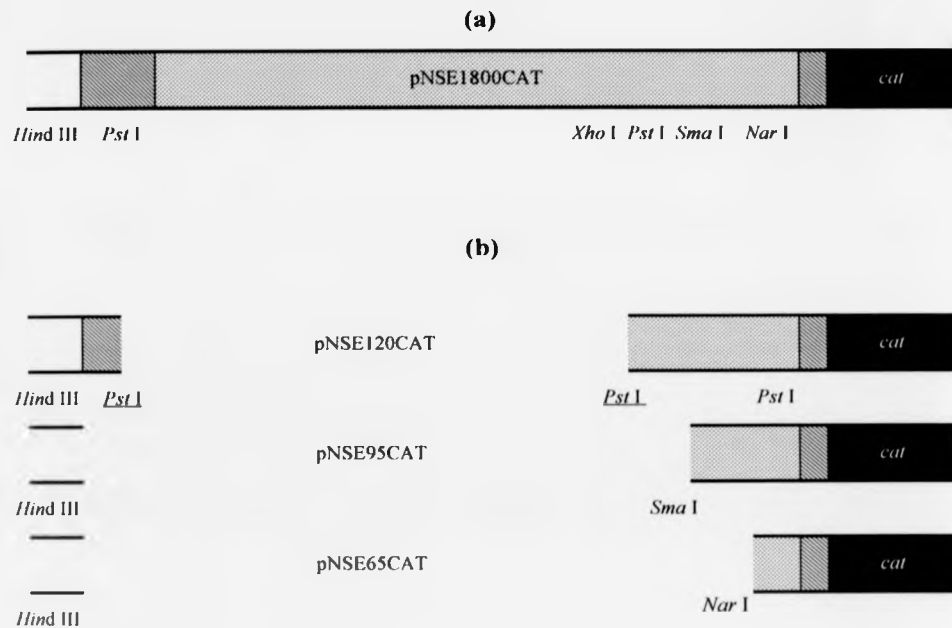 (a)
pNSE1800CAT cat
Hind III Pst I Xho I Pst I Sma I Nar I
(b)
pNSE120CAT cat
Hind III Pst I Pst I Pst I
pNSE95CAT cat
Hind III Sma I
pNSE65CAT cat
Hind III Nar I